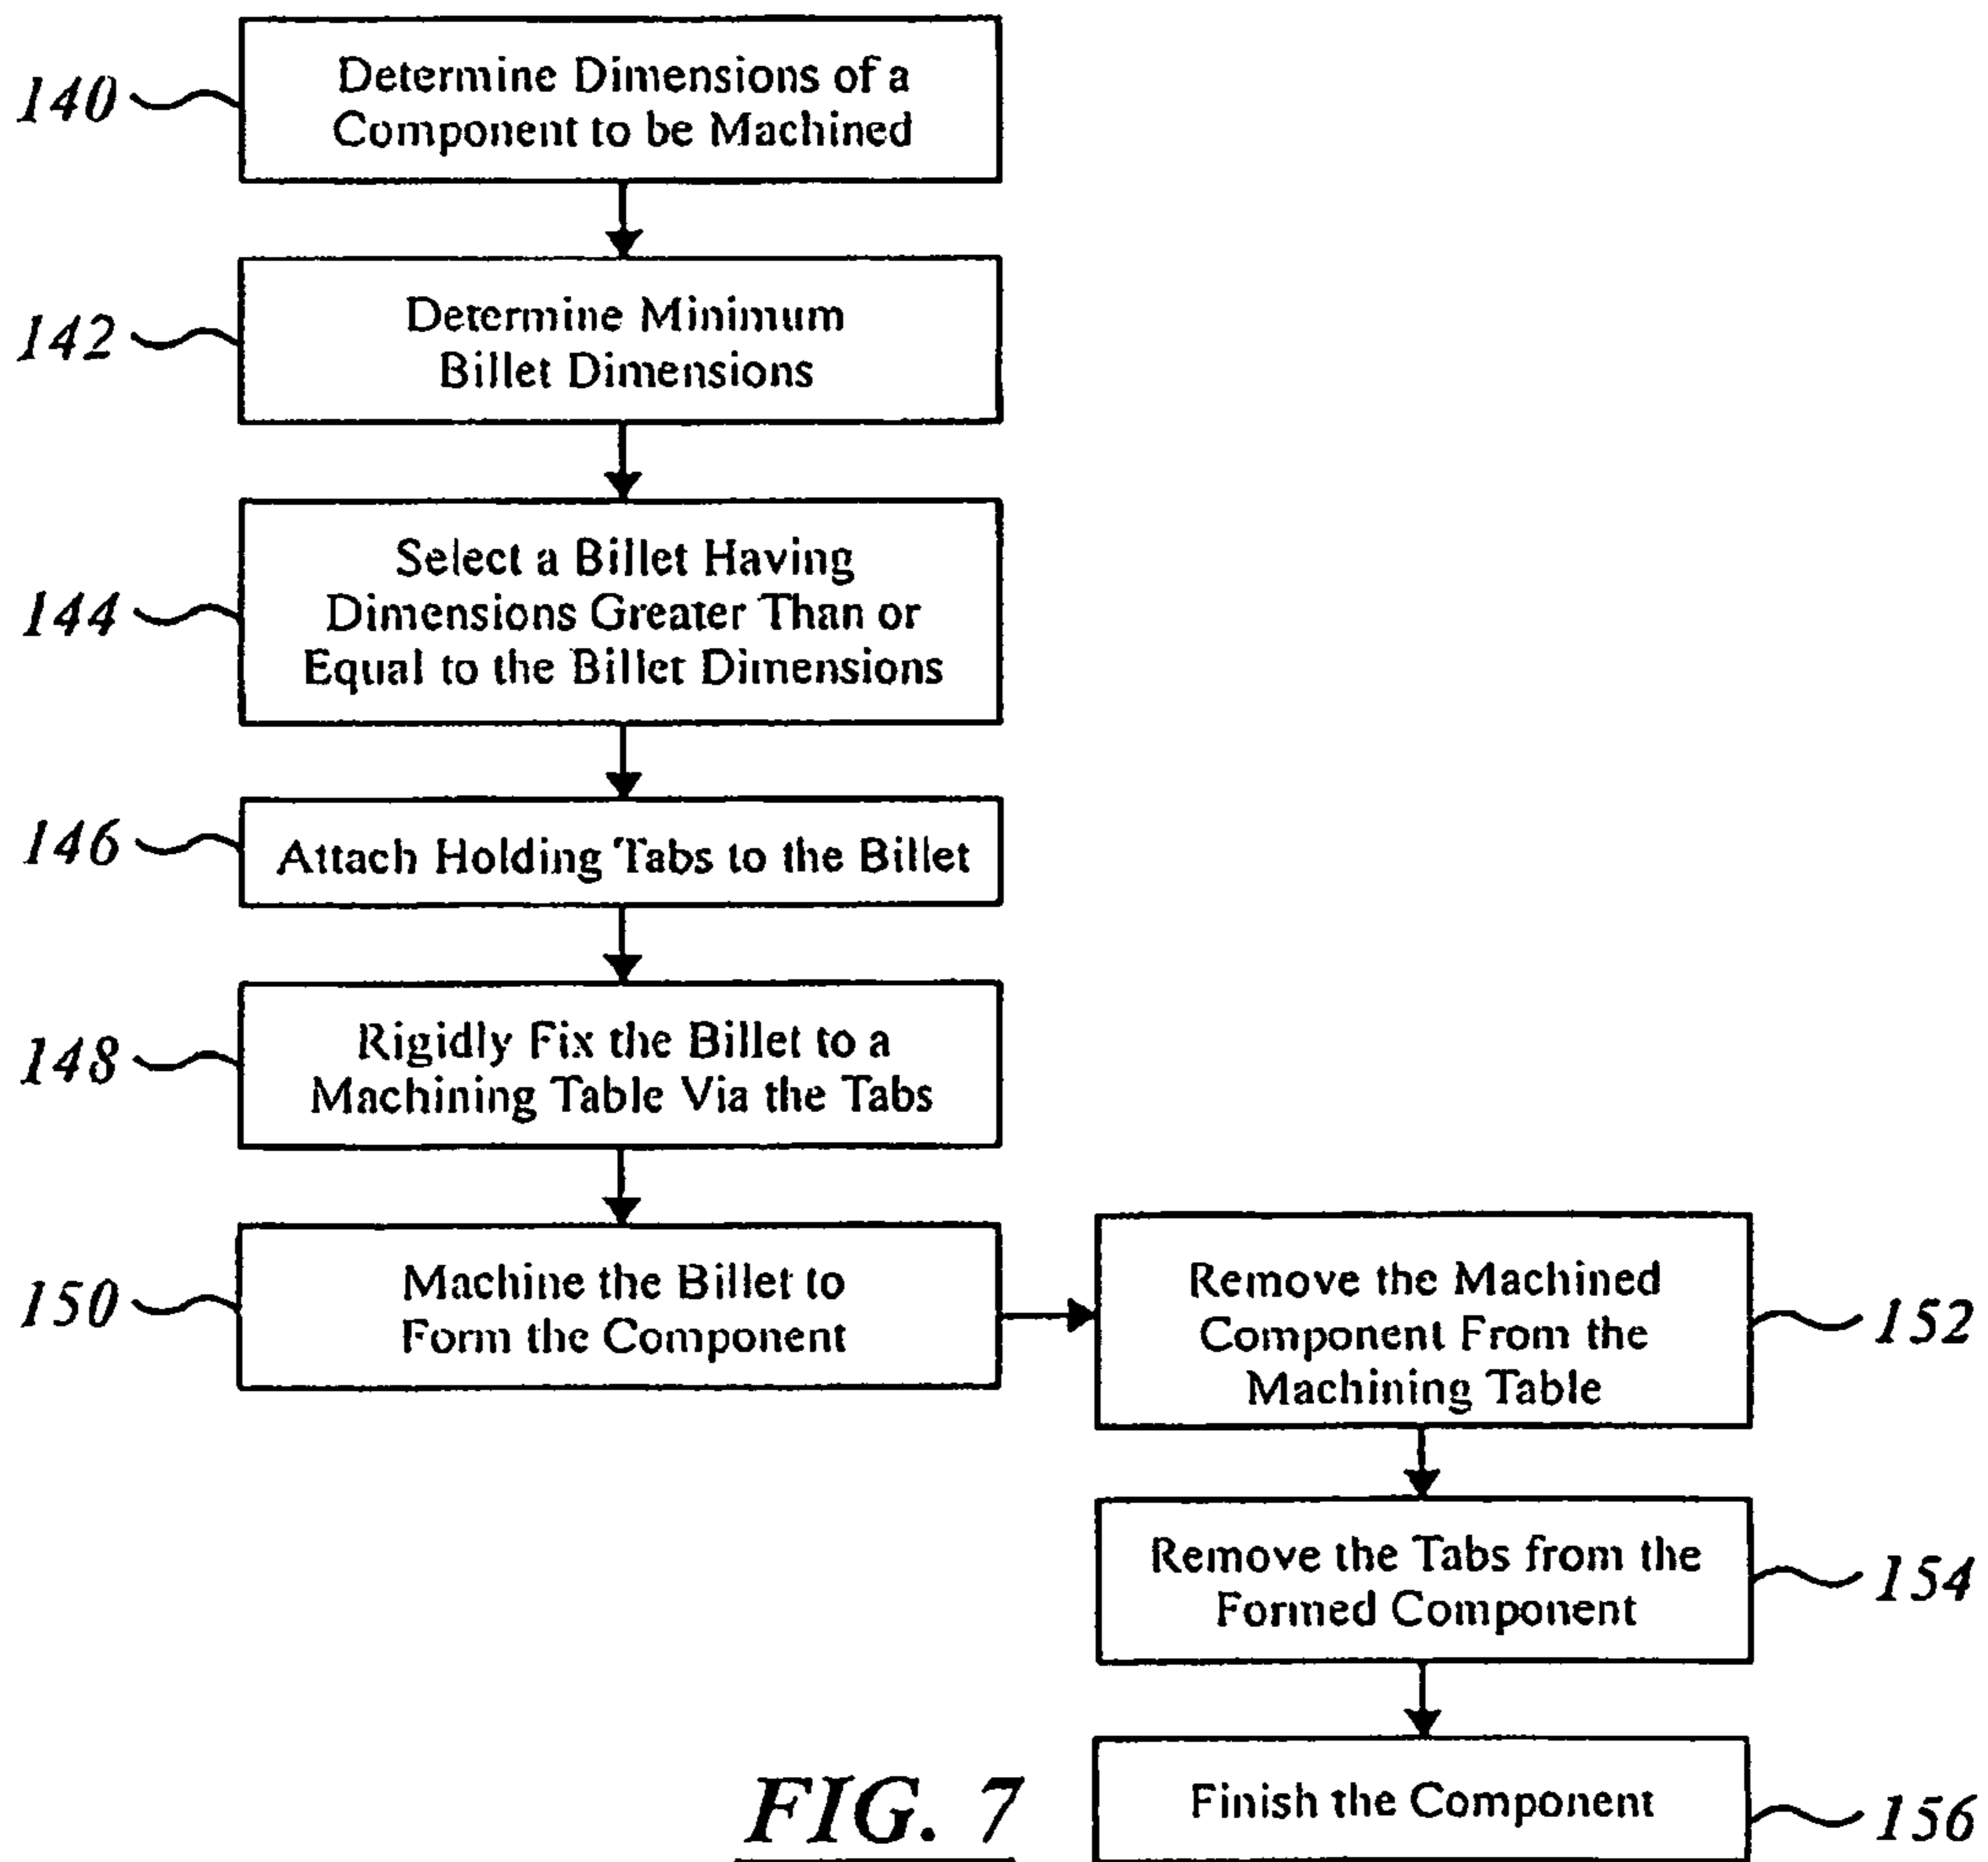 140
Determine Dimensions of a
Component to be Machined
142
Determine Minimum
Billet Dimensions
144
Select a Billet Having
Dimensions Greater Than or
Equal to the Billet Dimensions
146
Attach Holding Tabs to the Billet
148
Rigidly Fix the Billet to a
Machining Table Via the Tabs
150
Machine the Billet to
Form the Component
Remove the Machined
Component From the
Machining Table
152
Remove the Tabs from the
Formed Component
154
Finish the Component
156
FIG. 7